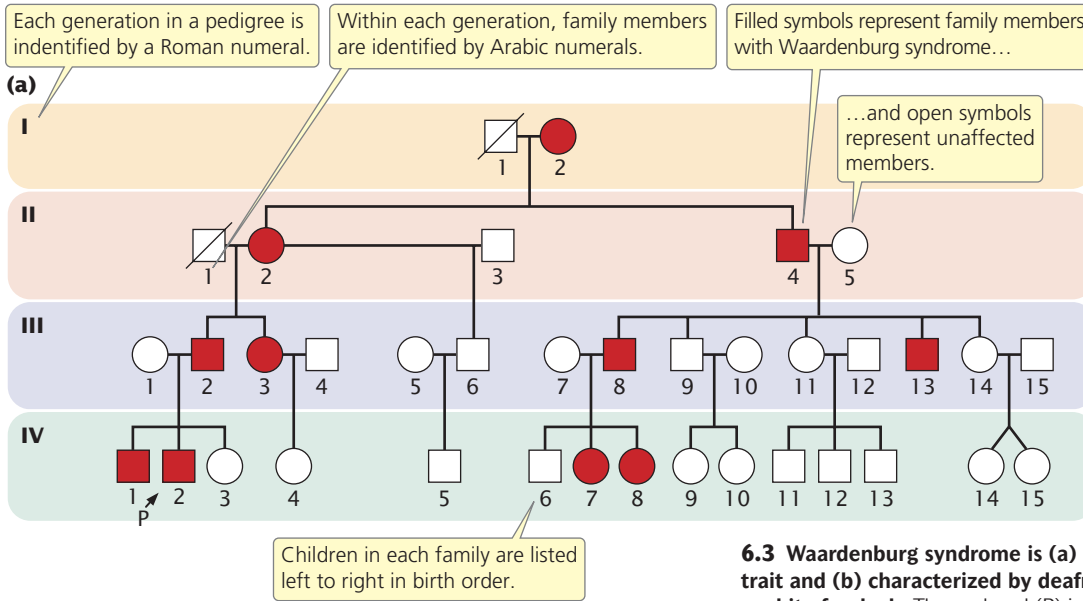 Each generation in a pedigree is
indentified by a Roman numeral.
Within each generation, family members
are identified by Arabic numerals.
Filled symbols represent family members
with Waardenburg syndrome…
(a)
…and open symbols
represent unaffected
members.
I
1 2
II
1 2 3 4 5
III
1 2 3 4 5 6 7 8 9 10 11 12 13 14 15
IV
1 2 3 4 5 6 7 8 9 10 11 12 13 14 15
P
Children in each family are listed
left to right in birth order.
6.3 Waardenburg syndrome is (a)
trait and (b) characterized by